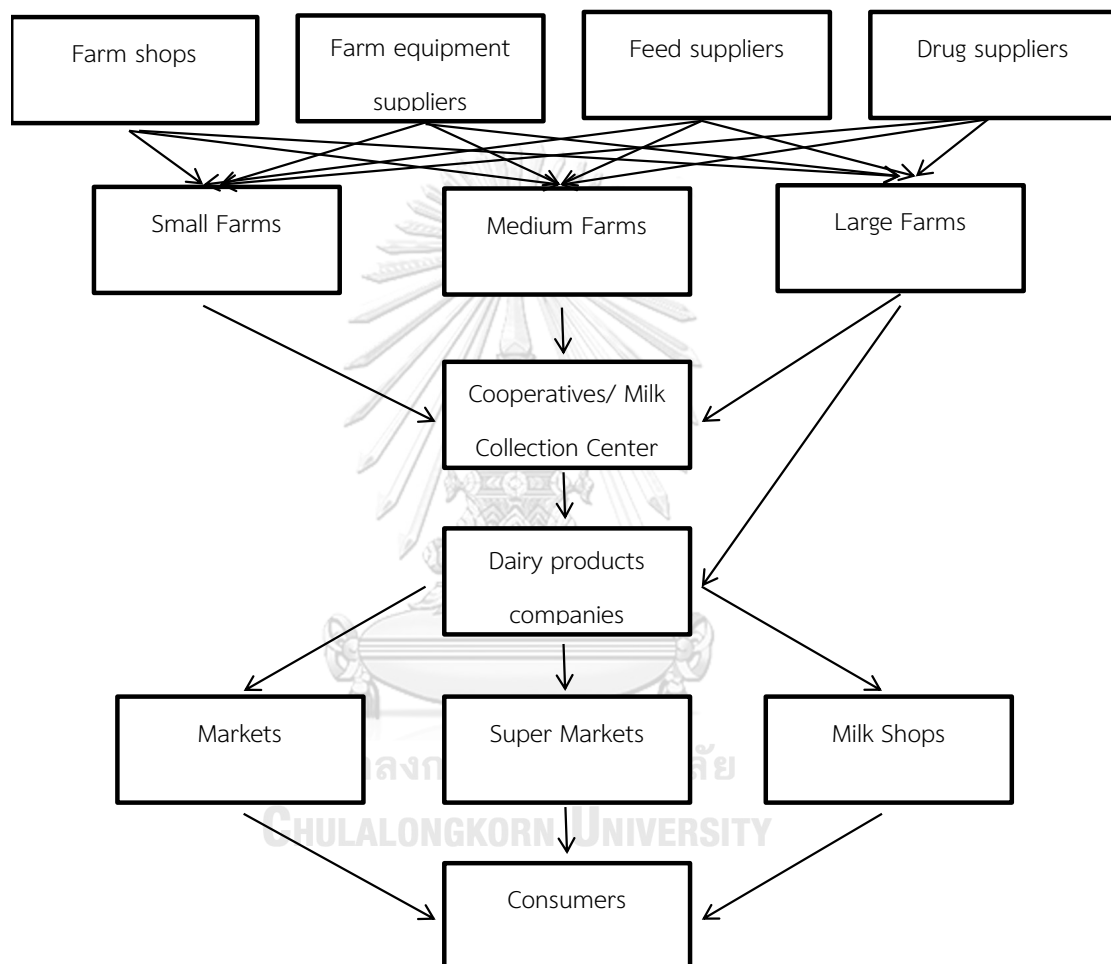 Farm shops
Farm equipment
suppliers
Feed suppliers
Drug suppliers
Small Farms
Medium Farms
Large Farms
Cooperatives/ Milk
Collection Center
Dairy products
companies
Markets
Super Markets
Milk Shops
CHULALONGKORN UNIVERSITY
Consumers